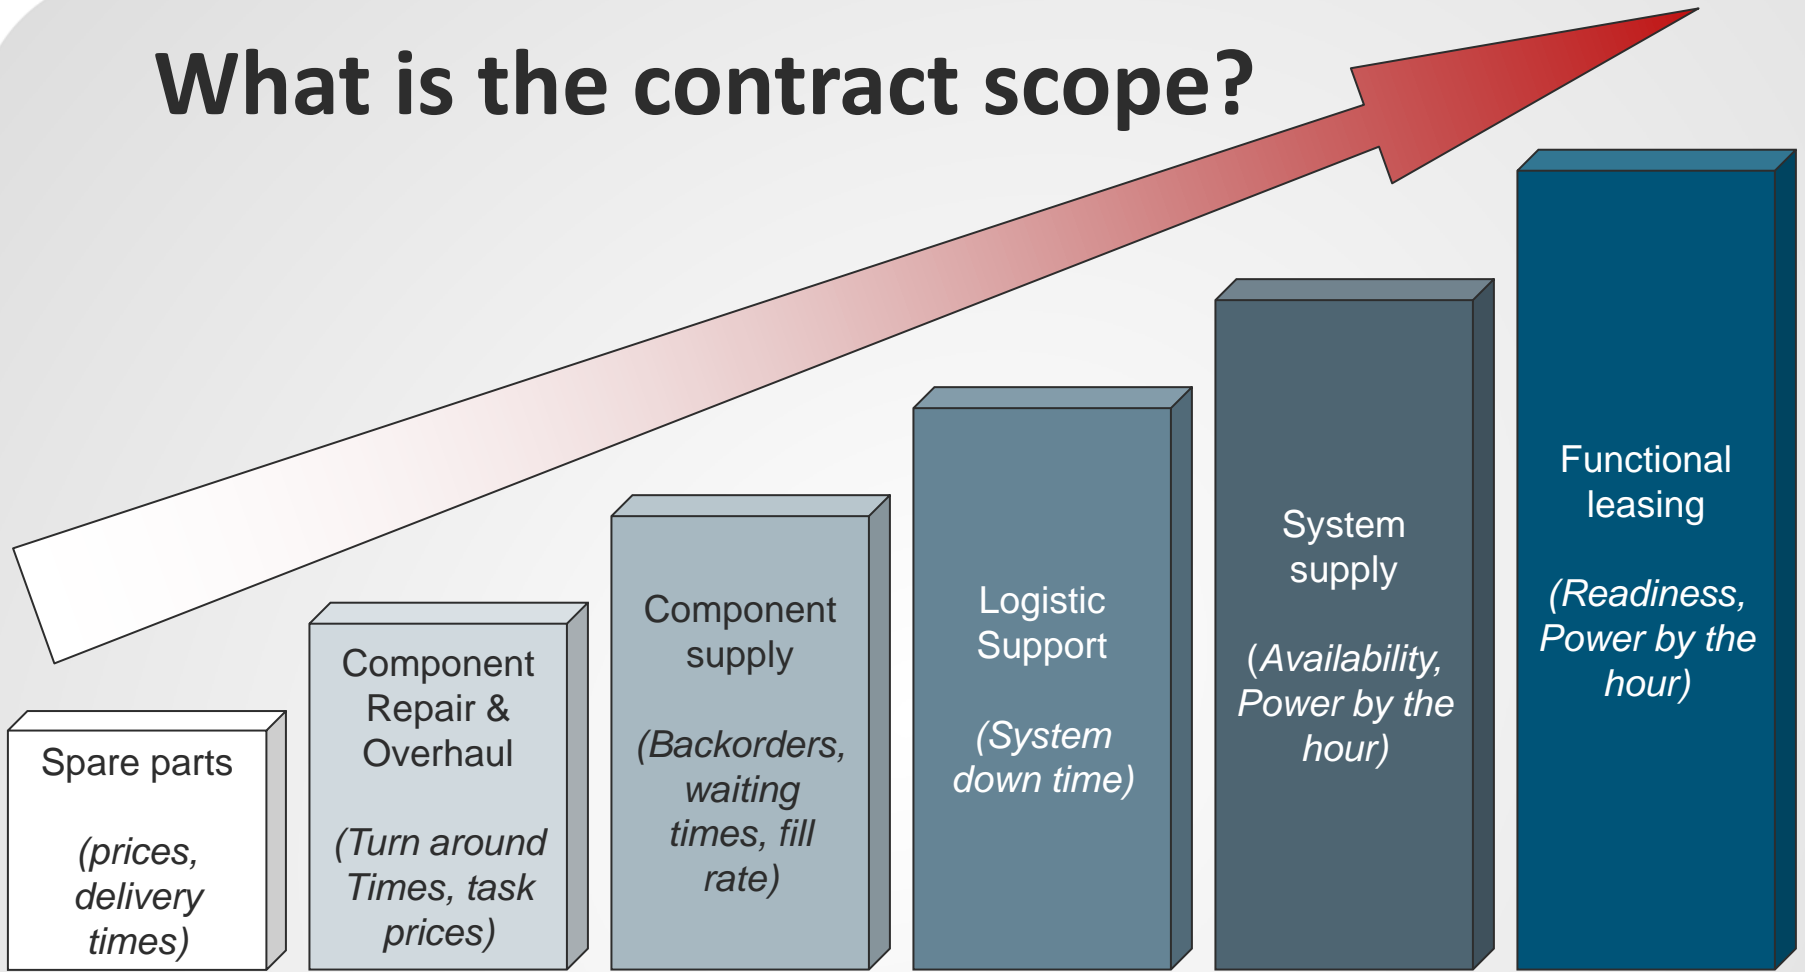 What is the contract scope?
Spare parts
(prices,
delivery
times)
Component
Repair &
Overhaul
(Turn around
Times, task
prices)
Component
supply
(Backorders,
waiting
times, fill
rate)
Logistic
Support
(System
down time)
System
supply
(Availability,
Power by the
hour)
Functional
leasing
(Readiness,
Power by the
hour)